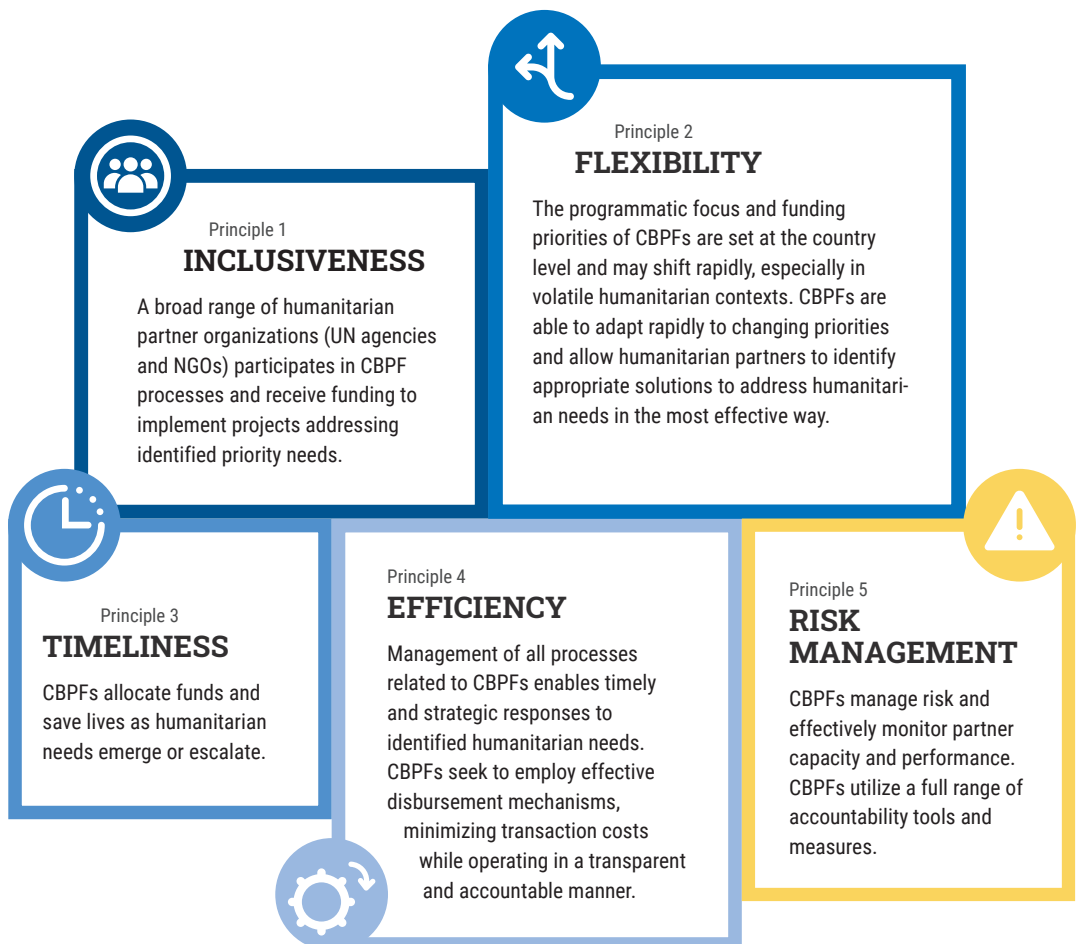 Principle 1
INCLUSIVENESS
A broad range of humanitarian
partner organizations (UN agencies
and NGOs) participates in CBPF
processes and receive funding to
implement projects addressing
identified priority needs.
Principle 2
FLEXIBILITY
The programmatic focus and funding
priorities of CBPFs are set at the country
level and may shift rapidly, especially in
volatile humanitarian contexts. CBPFs are
able to adapt rapidly to changing priorities
and allow humanitarian partners to identify
appropriate solutions to address humanitari-
an needs in the most effective way.
Principle 3
TIMELINESS
CBPFs allocate funds and
save lives as humanitarian
needs emerge or escalate.
Principle 4
EFFICIENCY
Management of all processes
related to CBPFs enables timely
and strategic responses to
identified humanitarian needs.
CBPFs seek to employ effective
disbursement mechanisms,
minimizing transaction costs
while operating in a transparent
and accountable manner.
Principle 5
RISK
MANAGEMENT
CBPFs manage risk and
effectively monitor partner
capacity and performance.
CBPFs utilize a full range of
accountability tools and
measures.